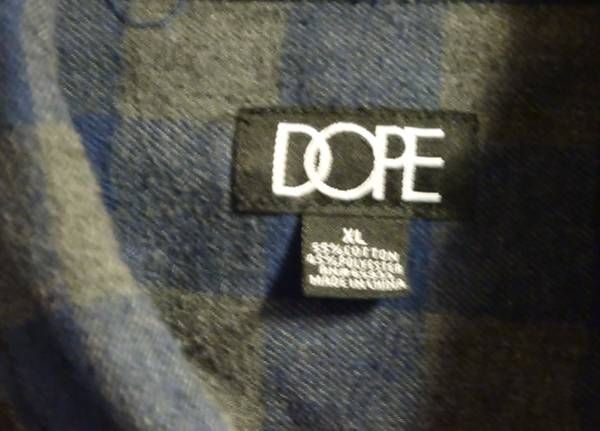 DOPE
XL
55%COTTON
45%POLYESTER
MADE IN CHINA